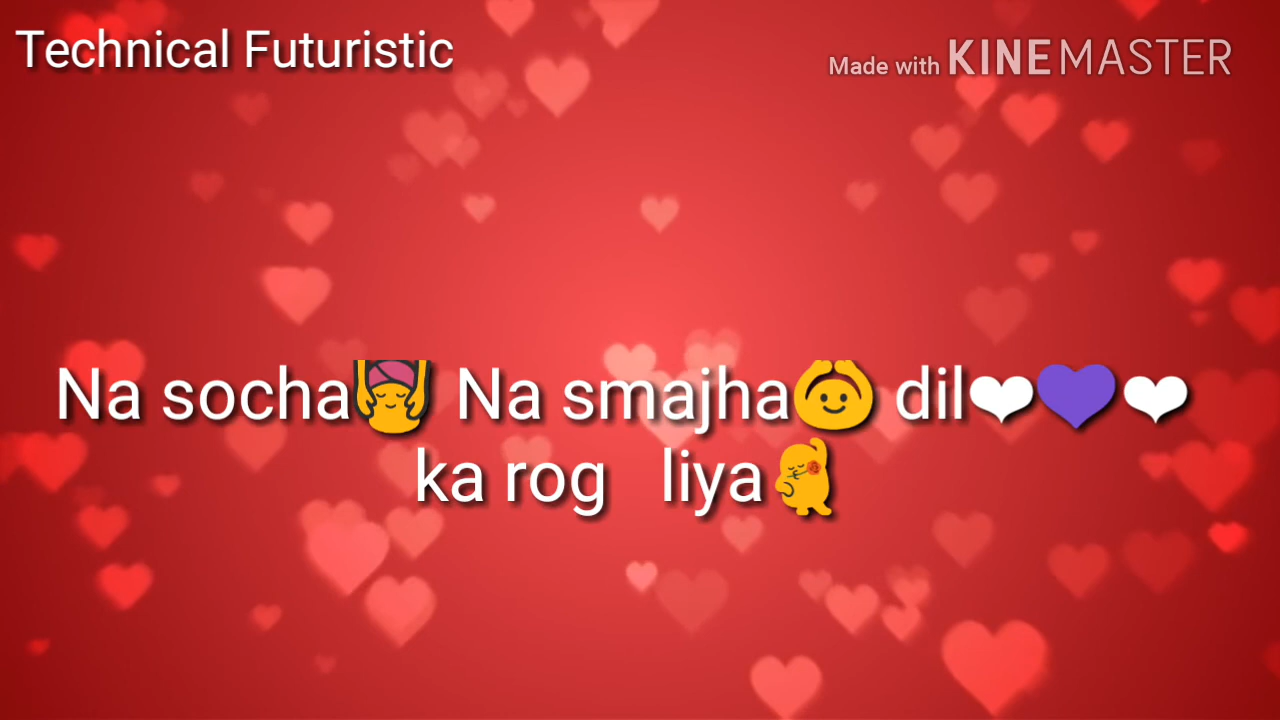 Technical Futuristic
Made with KINEMASTER
Na socha💆 Na smajha🙆 dil❤💜❤
ka rog liya💃